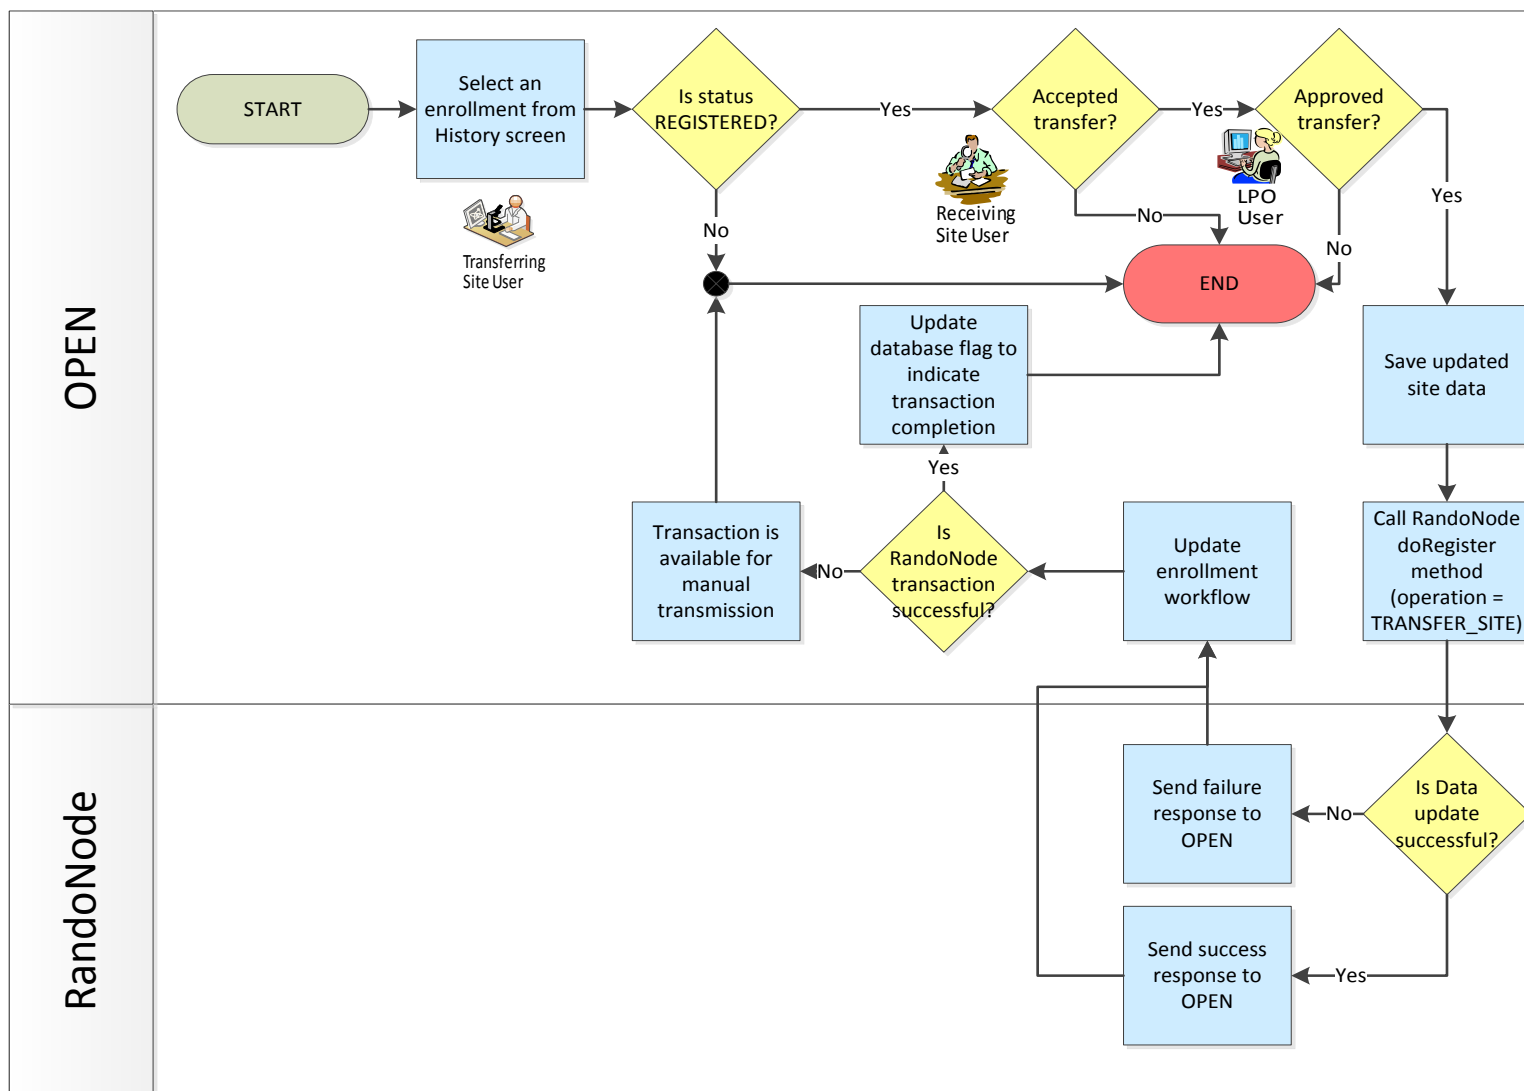 OPEN
START
Select an
enrollment from
History screen
Transferring
Site User
Is status
REGISTERED?
Yes
No
Receiving
Site User
Accepted
transfer?
Yes
No
LPO
User
Approved
transfer?
Yes
No
END
Save updated
site data
Call RandoNode
doRegister
method
(operation =
TRANSFER_SITE)
Update
database flag to
indicate
transaction
completion
Yes
Is
RandoNode
transaction
successful?
No
Transaction is
available for
manual
transmission
Update
enrollment
workflow
RandoNode
Is Data
update
successful?
No
Send failure
response to
OPEN
Yes
Send success
response to
OPEN